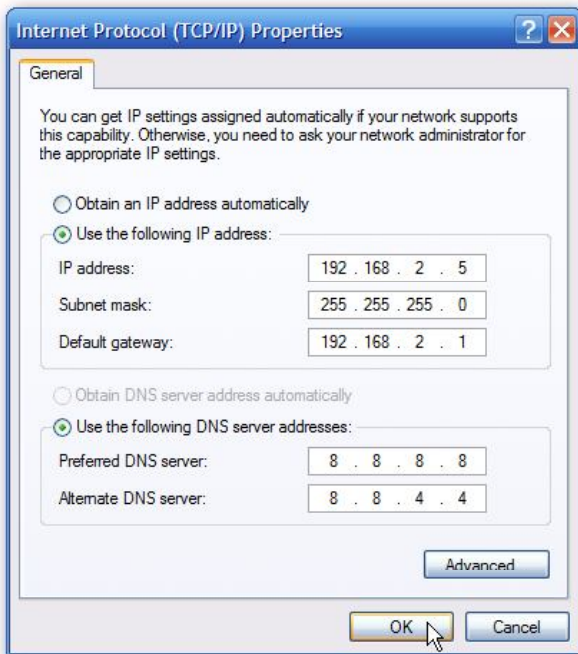 Internet Protocol (TCP/IP) Properties
General
You can get IP settings assigned automatically if your network supports
this capability. Otherwise, you need to ask your network administrator for
the appropriate IP settings.
Obtain an IP address automatically
Use the following IP address:
IP address: 192 . 168 . 2 . 5
Subnet mask: 255 . 255 . 255 . 0
Default gateway: 192 . 168 . 2 . 1
Obtain DNS server address automatically
Use the following DNS server addresses:
Preferred DNS server: 8 . 8 . 8 . 8
Alternate DNS server: 8 . 8 . 4 . 4
Advanced
OK Cancel